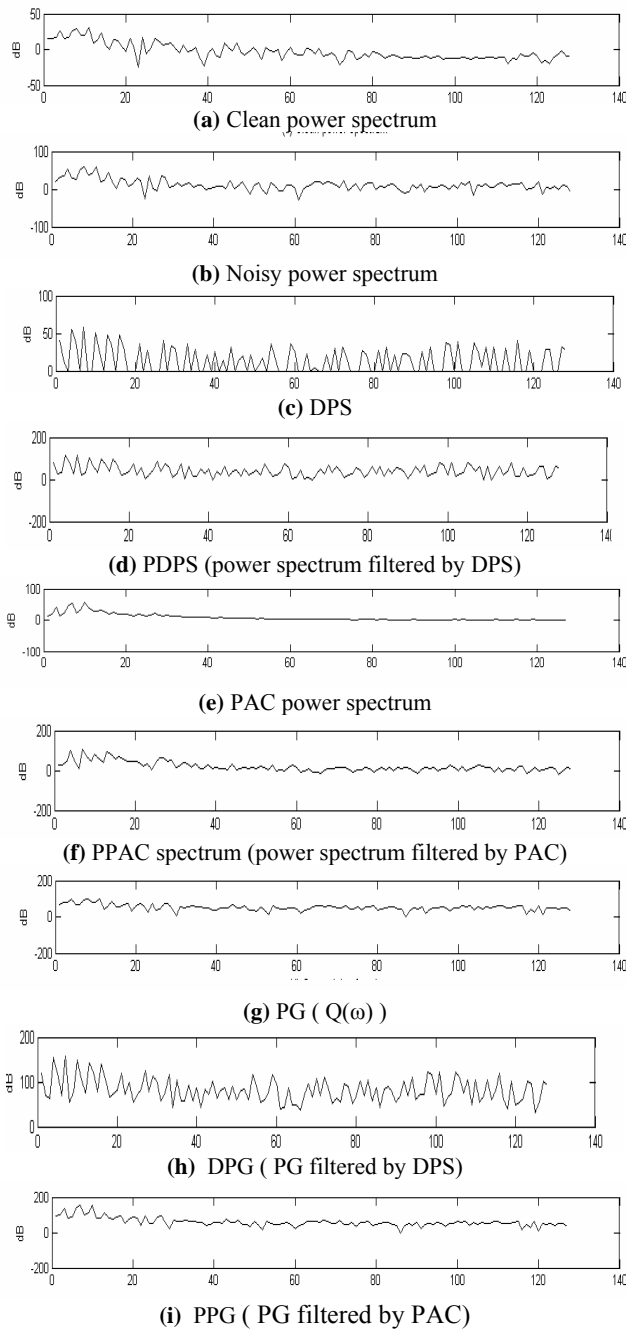 50
0
-50
dB
0 20 40 60 80 100 120 140
(a) Clean power spectrum
100
0
-100
dB
0 20 40 60 80 100 120 140
(b) Noisy power spectrum
100
50
0
dB
0 20 40 60 80 100 120 140
(c) DPS
200
0
-200
dB
0 20 40 60 80 100 120 140
(d) PDPS (power spectrum filtered by DPS)
100
0
-100
dB
0 20 40 60 80 100 120 140
(e) PAC power spectrum
200
0
-200
dB
0 20 40 60 80 100 120 140
(f) PPAC spectrum (power spectrum filtered by PAC)
200
0
-200
dB
0 20 40 60 80 100 120 140
(g) PG ( Q(ω) )
200
100
0
dB
0 20 40 60 80 100 120 140
(h) DPG ( PG filtered by DPS)
200
0
-200
dB
0 20 40 60 80 100 120 140
(i) PPG ( PG filtered by PAC)